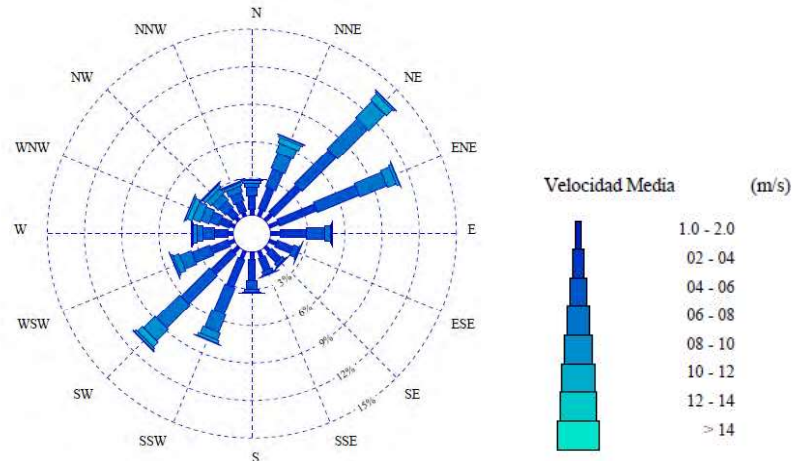 N
NNW
NNE
NW
NE
WNW
ENE
W
E
WSW
ESE
SW
SE
SSW
SSE
S
3%
6%
9%
12%
15%
Velocidad Media (m/s)
1.0 - 2.0
02 - 04
04 - 06
06 - 08
08 - 10
10 - 12
12 - 14
> 14